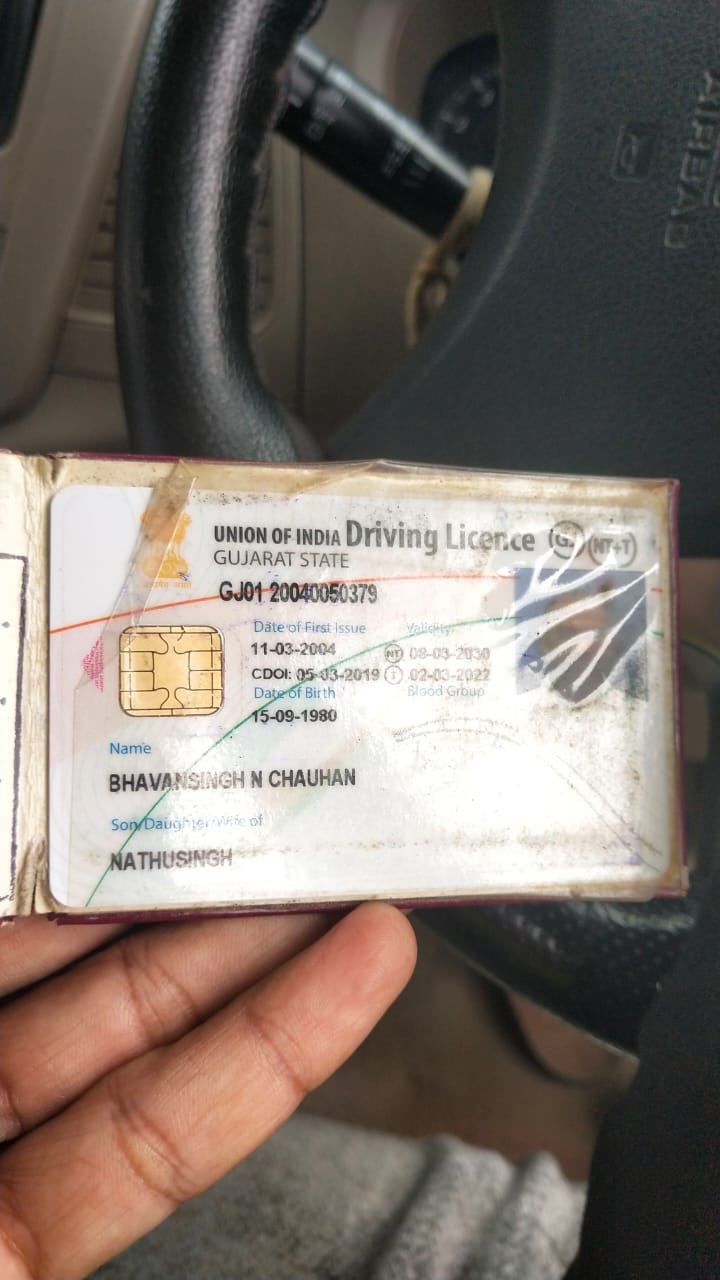 AIRBAG
UNION OF INDIA Driving Licence GJ NT+T
GUJARAT STATE
GJ01 20040050379
Date of First Issue Validity
11-03-2004 NT 08-03-2030
CDOI: 05-03-2019 T 02-03-2022
Date of Birth Blood Group
15-09-1980
Name
BHAVANSINGH N CHAUHAN
Son/Daughter/Wife of
NATHUSINGH